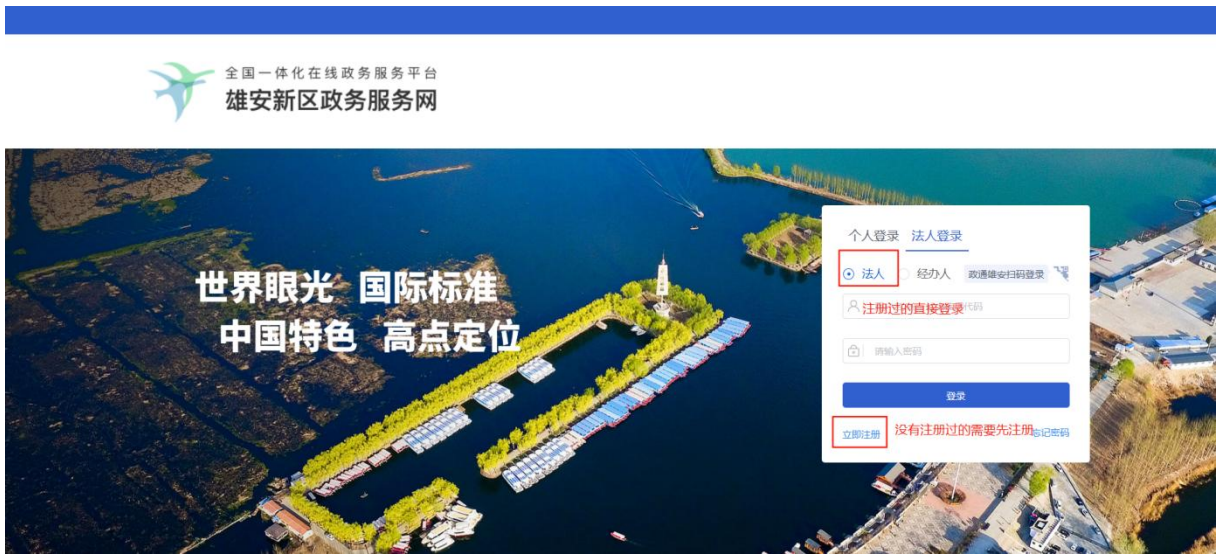 全国一体化在线政务服务平台
雄安新区政务服务网
世界眼光 国际标准
中国特色 高点定位
个人登录 法人登录
法人 经办人 政通雄安扫码登录
注册过的直接登录代码
请输入密码
登录
立即注册 没有注册过的需要先注册忘记密码